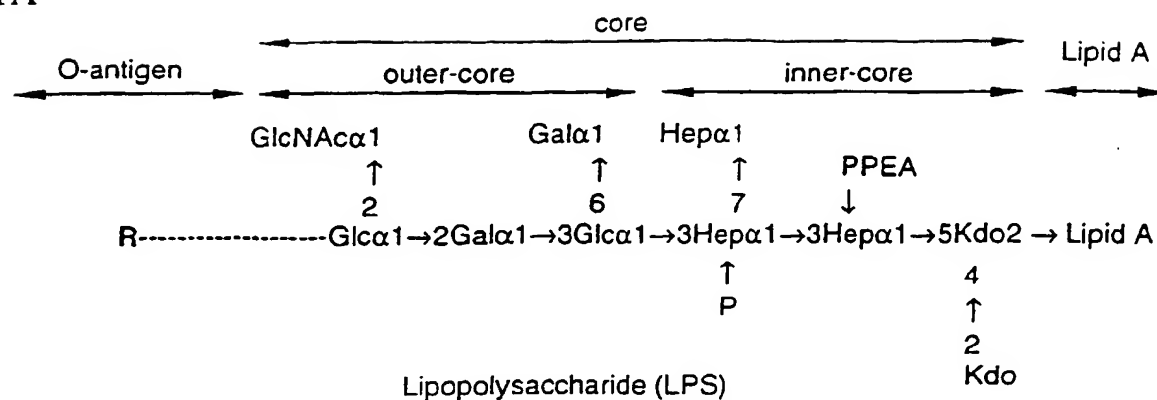 core
O-antigen outer-core inner-core Lipid A
GlcNAcα1 Galα1 Hepα1
↑ ↑ ↑ PPEA
2 6 7 ↓
R----------------------Glcα1→2Galα1→3Glcα1→3Hepα1→3Hepα1→5Kdo2 → Lipid A
↑ 4
P ↑
2
Lipopolysaccharide (LPS) Kdo